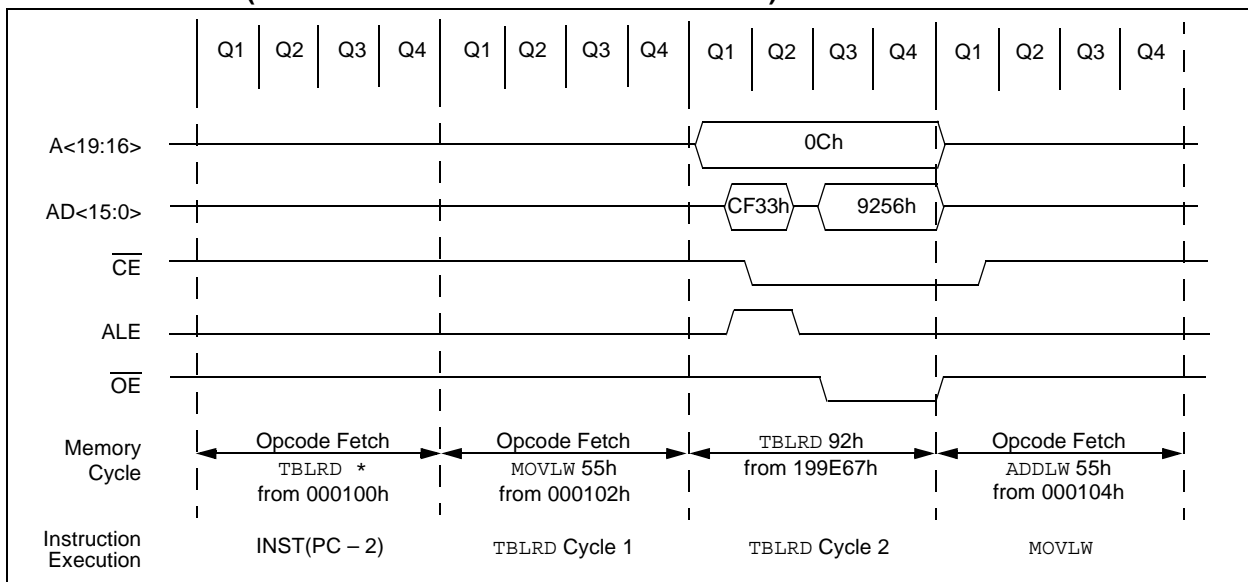 Q1 Q2 Q3 Q4 Q1 Q2 Q3 Q4 Q1 Q2 Q3 Q4 Q1 Q2 Q3 Q4
A<19:16>
0Ch
AD<15:0>
CF33h
9256h
CE
ALE
OE
Memory
Cycle
Opcode Fetch
TBLRD *
from 000100h
Opcode Fetch
MOVLW 55h
from 000102h
TBLRD 92h
from 199E67h
Opcode Fetch
ADDLW 55h
from 000104h
Instruction
Execution
INST(PC – 2)
TBLRD Cycle 1
TBLRD Cycle 2
MOVLW